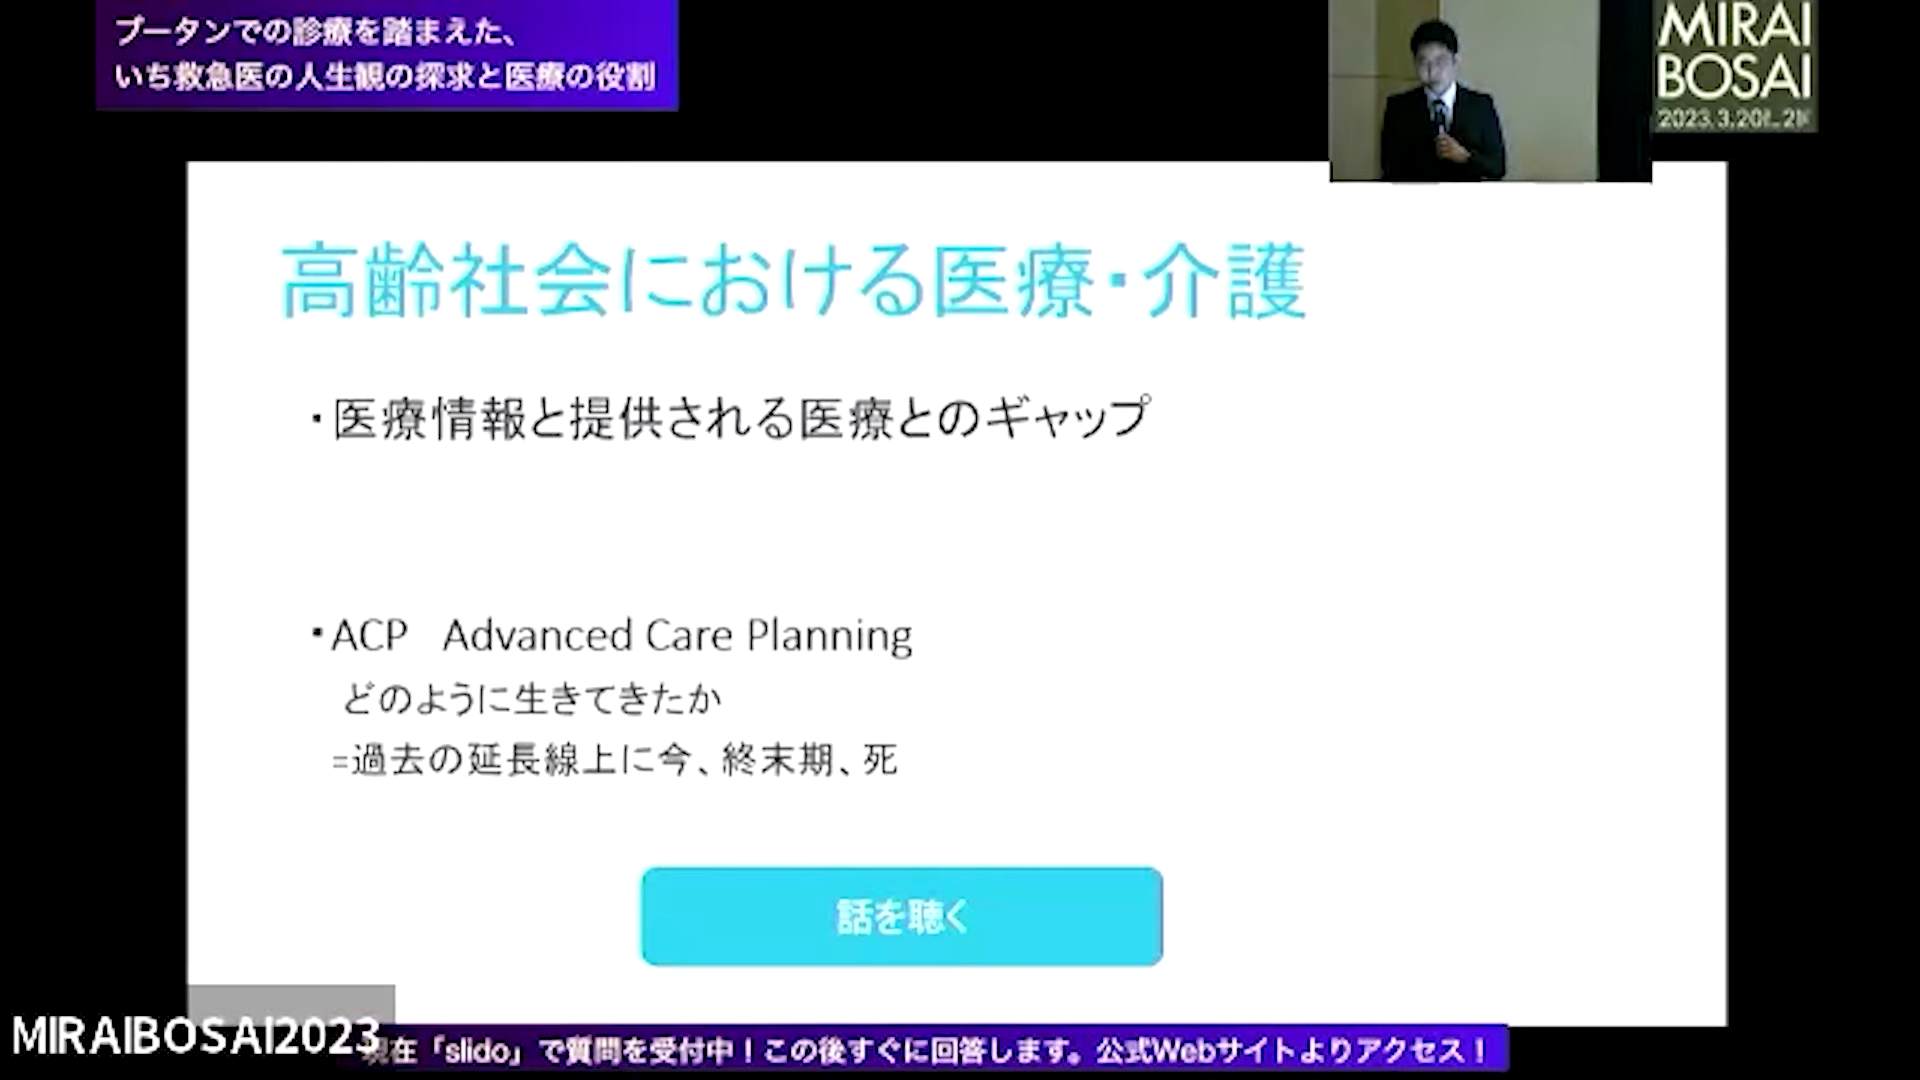 ブータンでの診療を踏まえた、
いち救急医の人生観の探求と医療の役割
MIRAI
BOSAI
高齢社会における医療・介護
・医療情報と提供される医療とのギャップ
・ACP Advanced Care Planning
どのように生きてきたか
=過去の延長線上に今、終末期、死
話を聴く
MIRAIBOSAI2023
現在「slido」で質問を受付中！この後すぐに回答します。公式Webサイトよりアクセス！